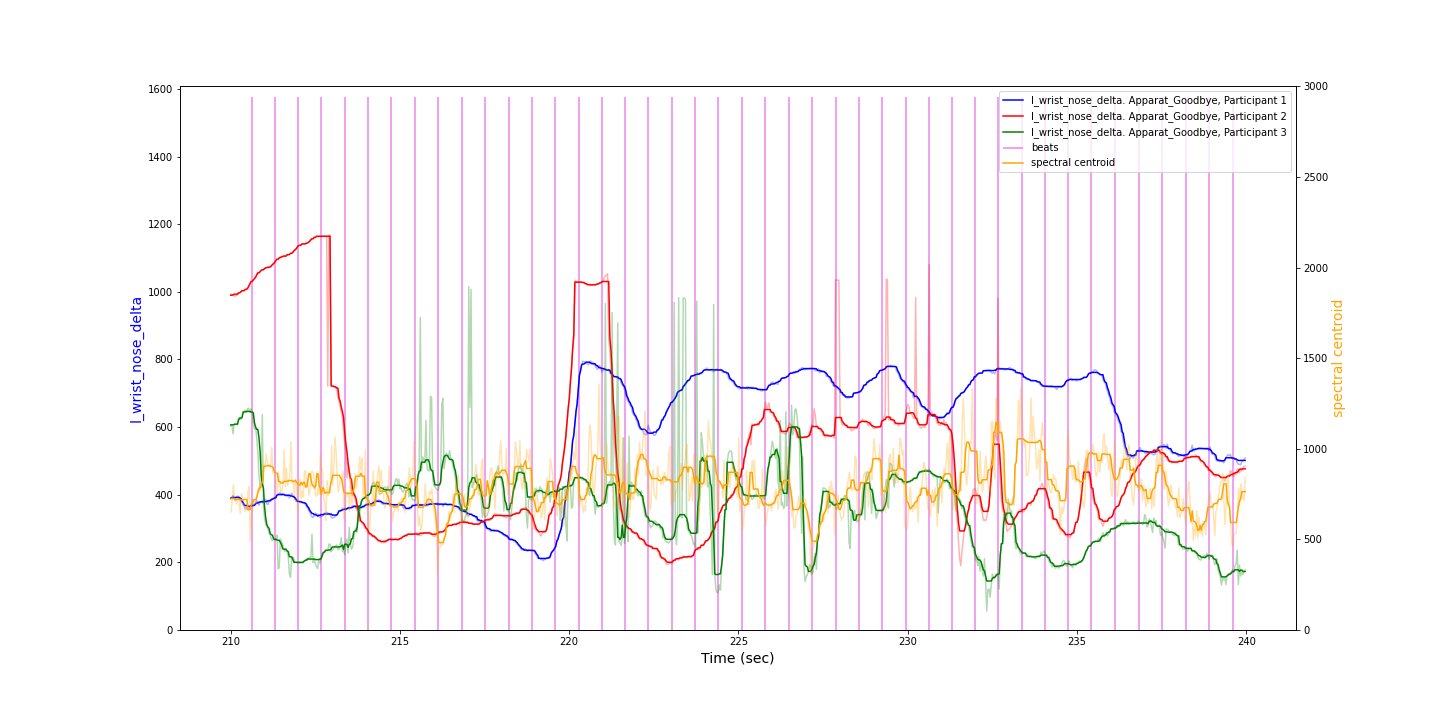 1600
1400
1200
1000
800
600
400
200
0
l_wrist_nose_delta
3000
2500
2000
1500
1000
500
0
spectral centroid
l_wrist_nose_delta. Apparat_Goodbye, Participant 1
l_wrist_nose_delta. Apparat_Goodbye, Participant 2
l_wrist_nose_delta. Apparat_Goodbye, Participant 3
beats
spectral centroid
210 215 220 225 230 235 240
Time (sec)